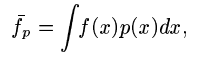 f̄_p = ∫ f(x)p(x)dx,